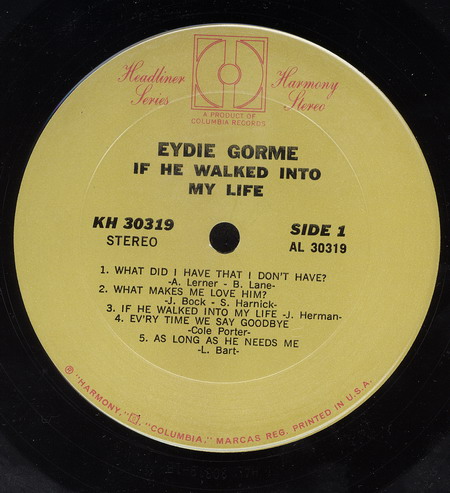 Headliner Series
Harmony Stereo
A PRODUCT OF
COLUMBIA RECORDS
EYDIE GORME
IF HE WALKED INTO
MY LIFE
KH 30319
STEREO
SIDE 1
AL 30319
1. WHAT DID I HAVE THAT I DON'T HAVE?
-A. Lerner - B. Lane-
2. WHAT MAKES ME LOVE HIM?
-J. Bock - S. Harnick-
3. IF HE WALKED INTO MY LIFE -J. Herman-
4. EV'RY TIME WE SAY GOODBYE
-Cole Porter-
5. AS LONG AS HE NEEDS ME
-L. Bart-
® "HARMONY," "COLUMBIA," MARCAS REG. PRINTED IN U.S.A.